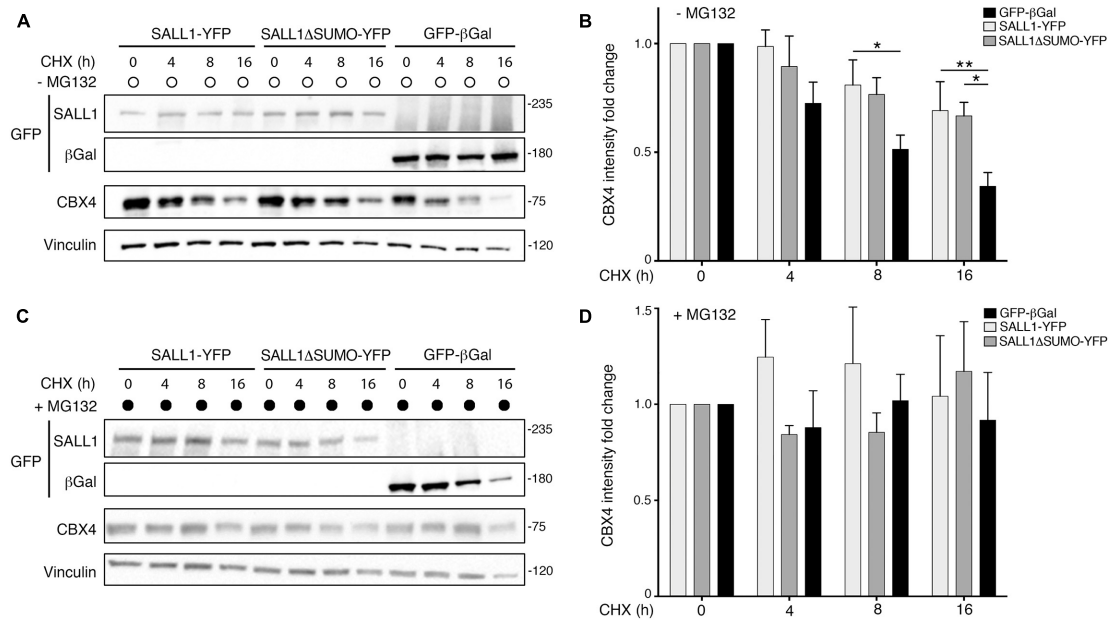 A
SALL1-YFP SALL1ΔSUMO-YFP GFP-βGal
CHX (h) 0 4 8 16 0 4 8 16 0 4 8 16
- MG132
GFP
SALL1 -235
βGal -180
CBX4 -75
Vinculin -120
B
- MG132
GFP-βGal
SALL1-YFP
SALL1ΔSUMO-YFP
CBX4 intensity fold change
1.0
0.5
0
* ** *
CHX (h) 0 4 8 16
C
SALL1-YFP SALL1ΔSUMO-YFP GFP-βGal
CHX (h) 0 4 8 16 0 4 8 16 0 4 8 16
+ MG132
GFP
SALL1 -235
βGal -180
CBX4 -75
Vinculin -120
D
+ MG132
GFP-βGal
SALL1-YFP
SALL1ΔSUMO-YFP
CBX4 intensity fold change
1.5
1.0
0.5
0
CHX (h) 0 4 8 16